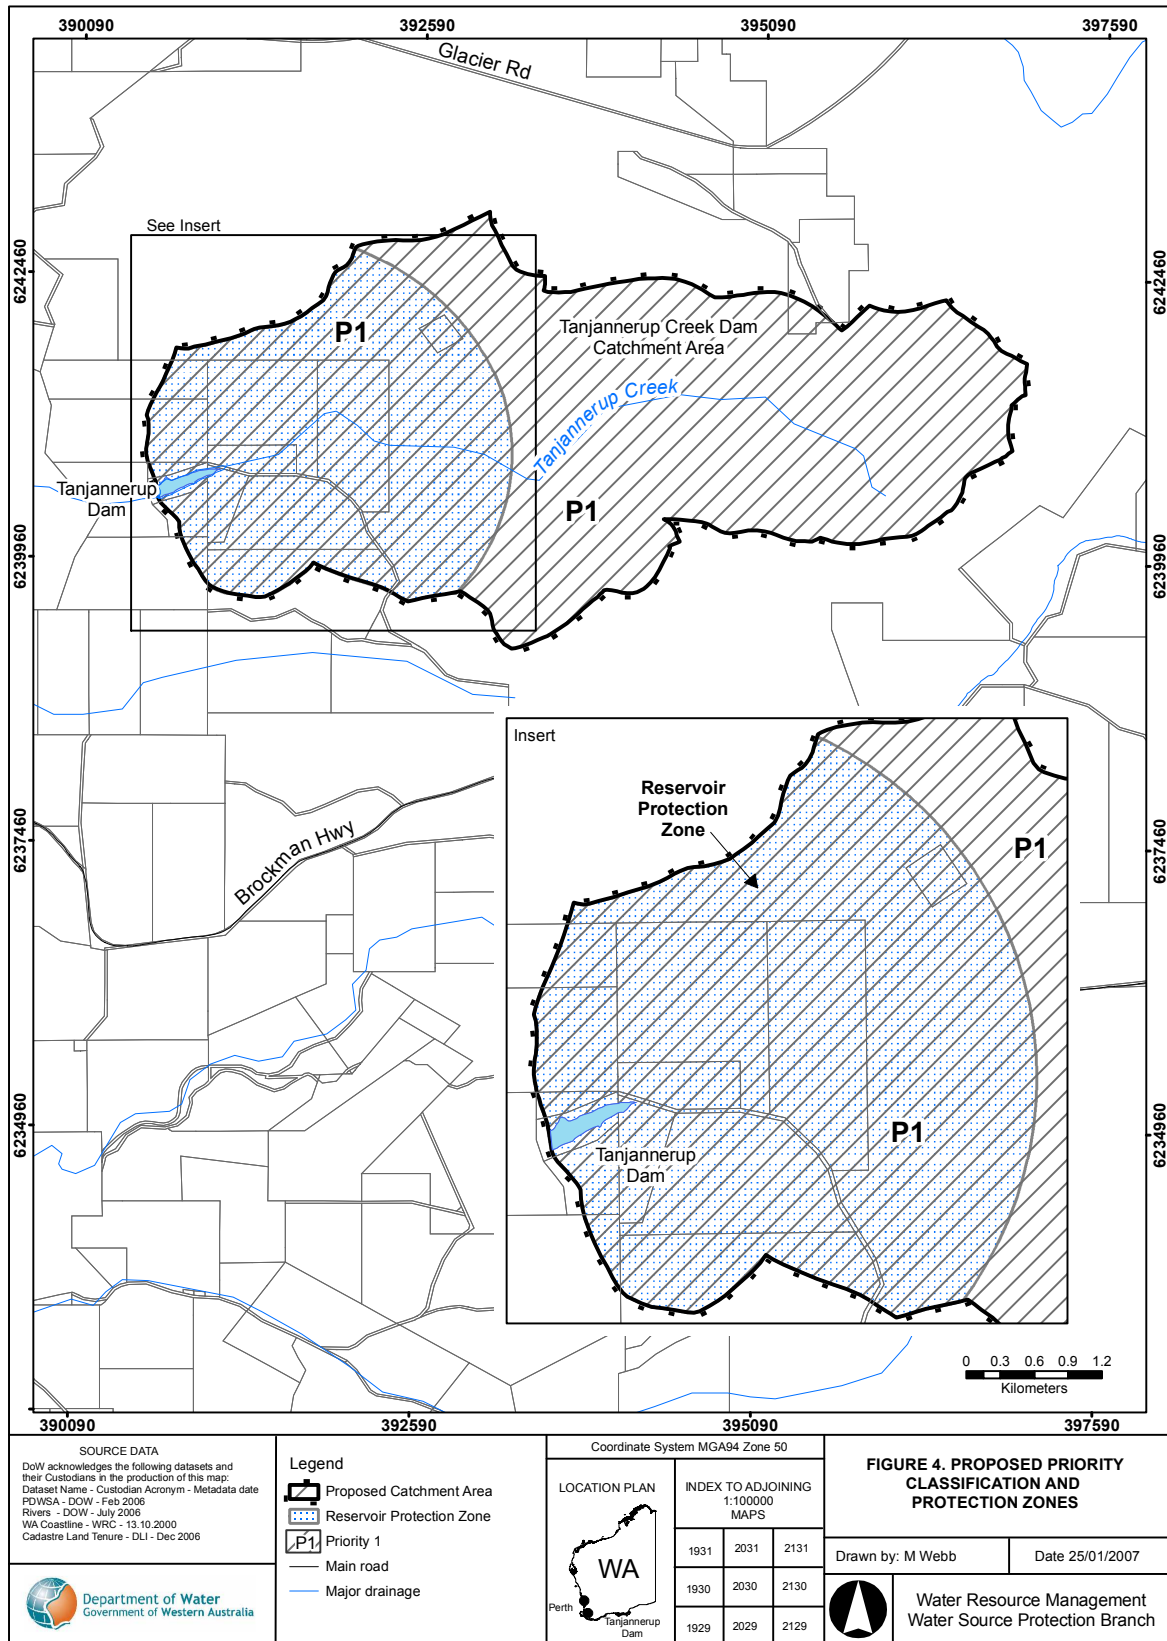 390090
392590
395090
397590
Glacier Rd
See Insert
6242460
6242460
P1
Tanjannerup Creek Dam
Catchment Area
Tanjannerup Creek
Tanjannerup
Dam
P1
6239960
6239960
Insert
Reservoir
Protection
Zone
P1
6237460
6237460
Brockman Hwy
P1
Tanjannerup
Dam
6234960
6234960
0 0.3 0.6 0.9 1.2
Kilometers
390090
392590
395090
397590
SOURCE DATA
DoW acknowledges the following datasets and
their Custodians in the production of this map:
Dataset Name - Custodian Acronym - Metadata date
PDWSA - DOW - Feb 2006
Rivers - DOW - July 2006
WA Coastline - WRC - 13.10.2000
Cadastre Land Tenure - DLI - Dec 2006
Department of Water
Government of Western Australia
Legend
Proposed Catchment Area
Reservoir Protection Zone
P1 Priority 1
Main road
Major drainage
Coordinate System MGA94 Zone 50
LOCATION PLAN
WA
Perth
Tanjannerup
Dam
INDEX TO ADJOINING
1:100000
MAPS
1931 2031 2131
1930 2030 2130
1929 2029 2129
FIGURE 4. PROPOSED PRIORITY
CLASSIFICATION AND
PROTECTION ZONES
Drawn by: M Webb
Date 25/01/2007
Water Resource Management
Water Source Protection Branch